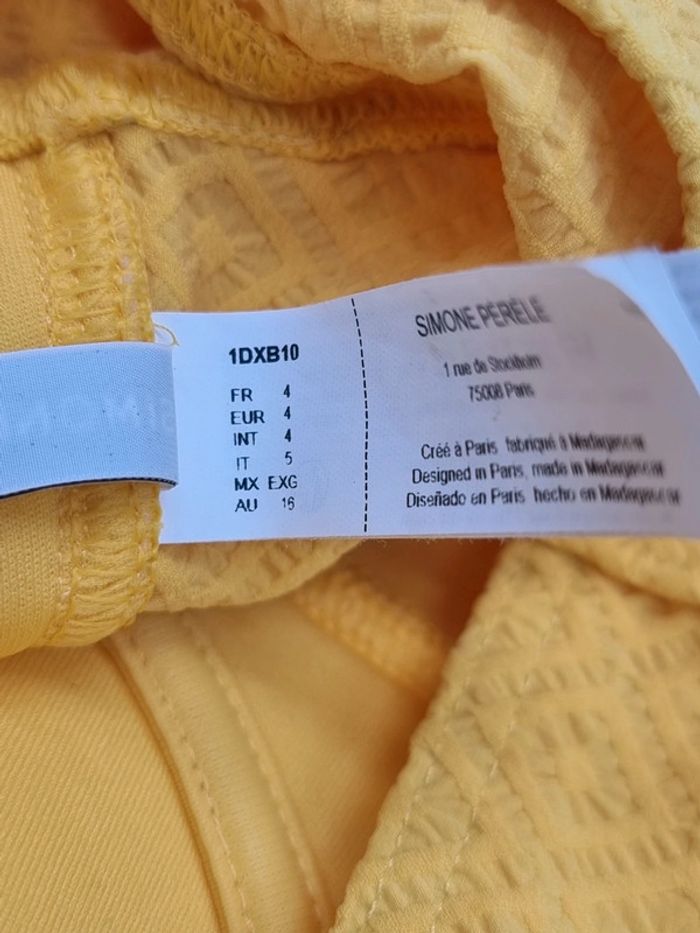 1DXB10
FR 4
EUR 4
INT 4
IT 5
MX EXG
AU 16
SIMONE PÉRÈLE
1 rue de Stockholm
75008 Paris
Créé à Paris fabriqué à Madagascar
Designed in Paris, made in Madagascar
Diseñado en Paris hecho en Madagascar